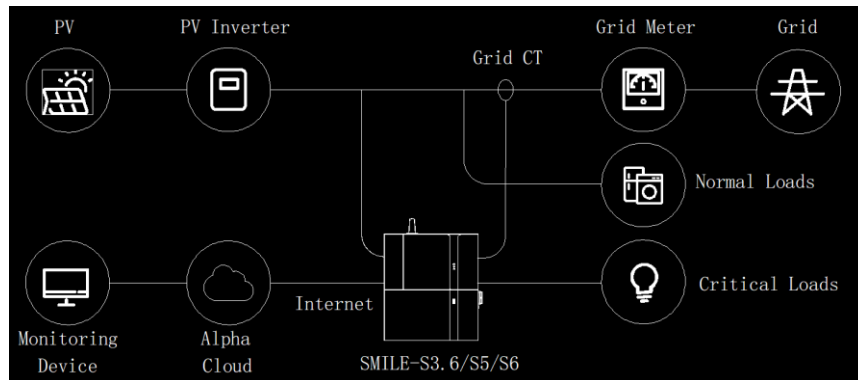 PV
PV Inverter
Grid CT
Grid Meter
Grid
Normal Loads
Critical Loads
Internet
Monitoring
Device
Alpha
Cloud
SMILE-S3.6/S5/S6